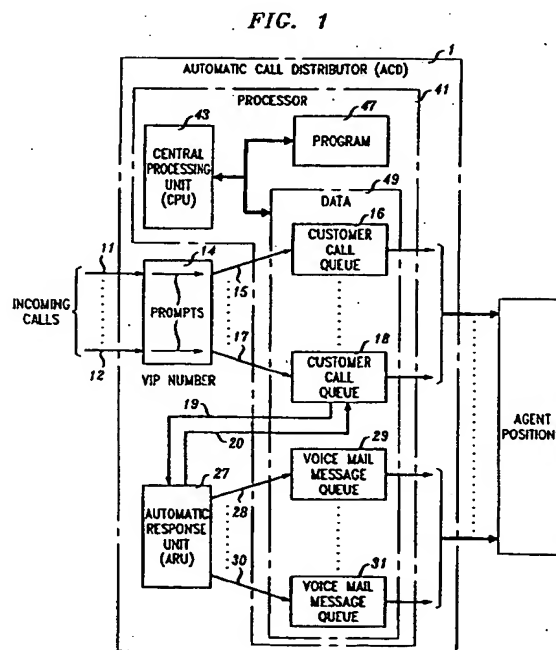 FIG. 1
1
AUTOMATIC CALL DISTRIBUTOR (ACD)
41
PROCESSOR
43
47
CENTRAL
PROCESSING
UNIT
(CPU)
PROGRAM
49
DATA
16
CUSTOMER
CALL
QUEUE
11
14
15
INCOMING
CALLS
PROMPTS
12
17
18
CUSTOMER
CALL
QUEUE
VIP NUMBER
19
20
AGENT
POSITION
27
29
VOICE MAIL
MESSAGE
QUEUE
AUTOMATIC
RESPONSE
UNIT
(ARU)
28
30
31
VOICE MAIL
MESSAGE
QUEUE